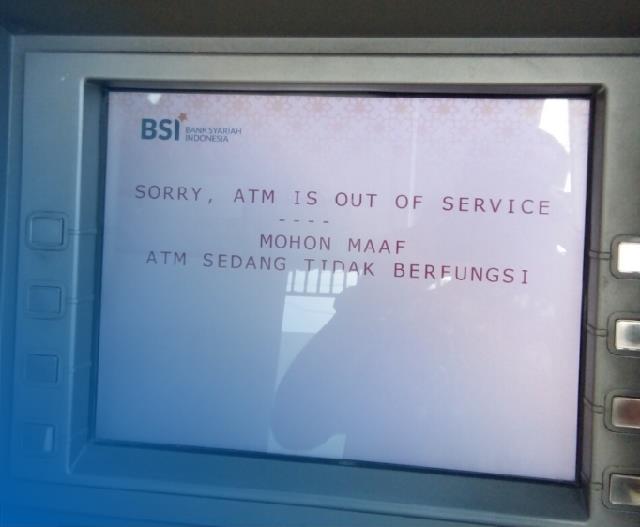 BSI BANK SYARIAH
INDONESIA
SORRY, ATM IS OUT OF SERVICE
----
MOHON MAAF
ATM SEDANG TIDAK BERFUNGSI